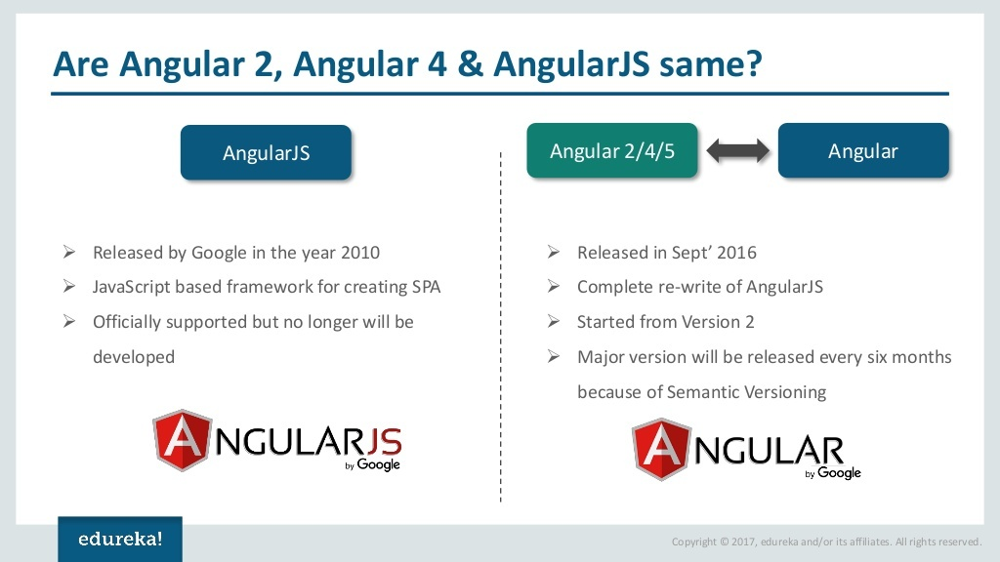 Are Angular 2, Angular 4 & AngularJS same?
AngularJS
➢ Released by Google in the year 2010
➢ JavaScript based framework for creating SPA
➢ Officially supported but no longer will be
developed
ANGULARJS
by Google
Angular 2/4/5
Angular
➢ Released in Sept’ 2016
➢ Complete re-write of AngularJS
➢ Started from Version 2
➢ Major version will be released every six months
because of Semantic Versioning
ANGULAR
by Google
edureka!
Copyright © 2017, edureka and/or its affiliates. All rights reserved.